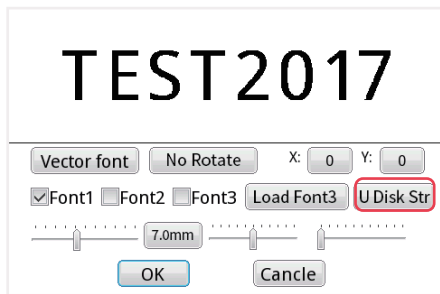 TEST2017
Vector font No Rotate X: 0 Y: 0
Font1 Font2 Font3 Load Font3 U Disk Str
7.0mm
OK Cancle